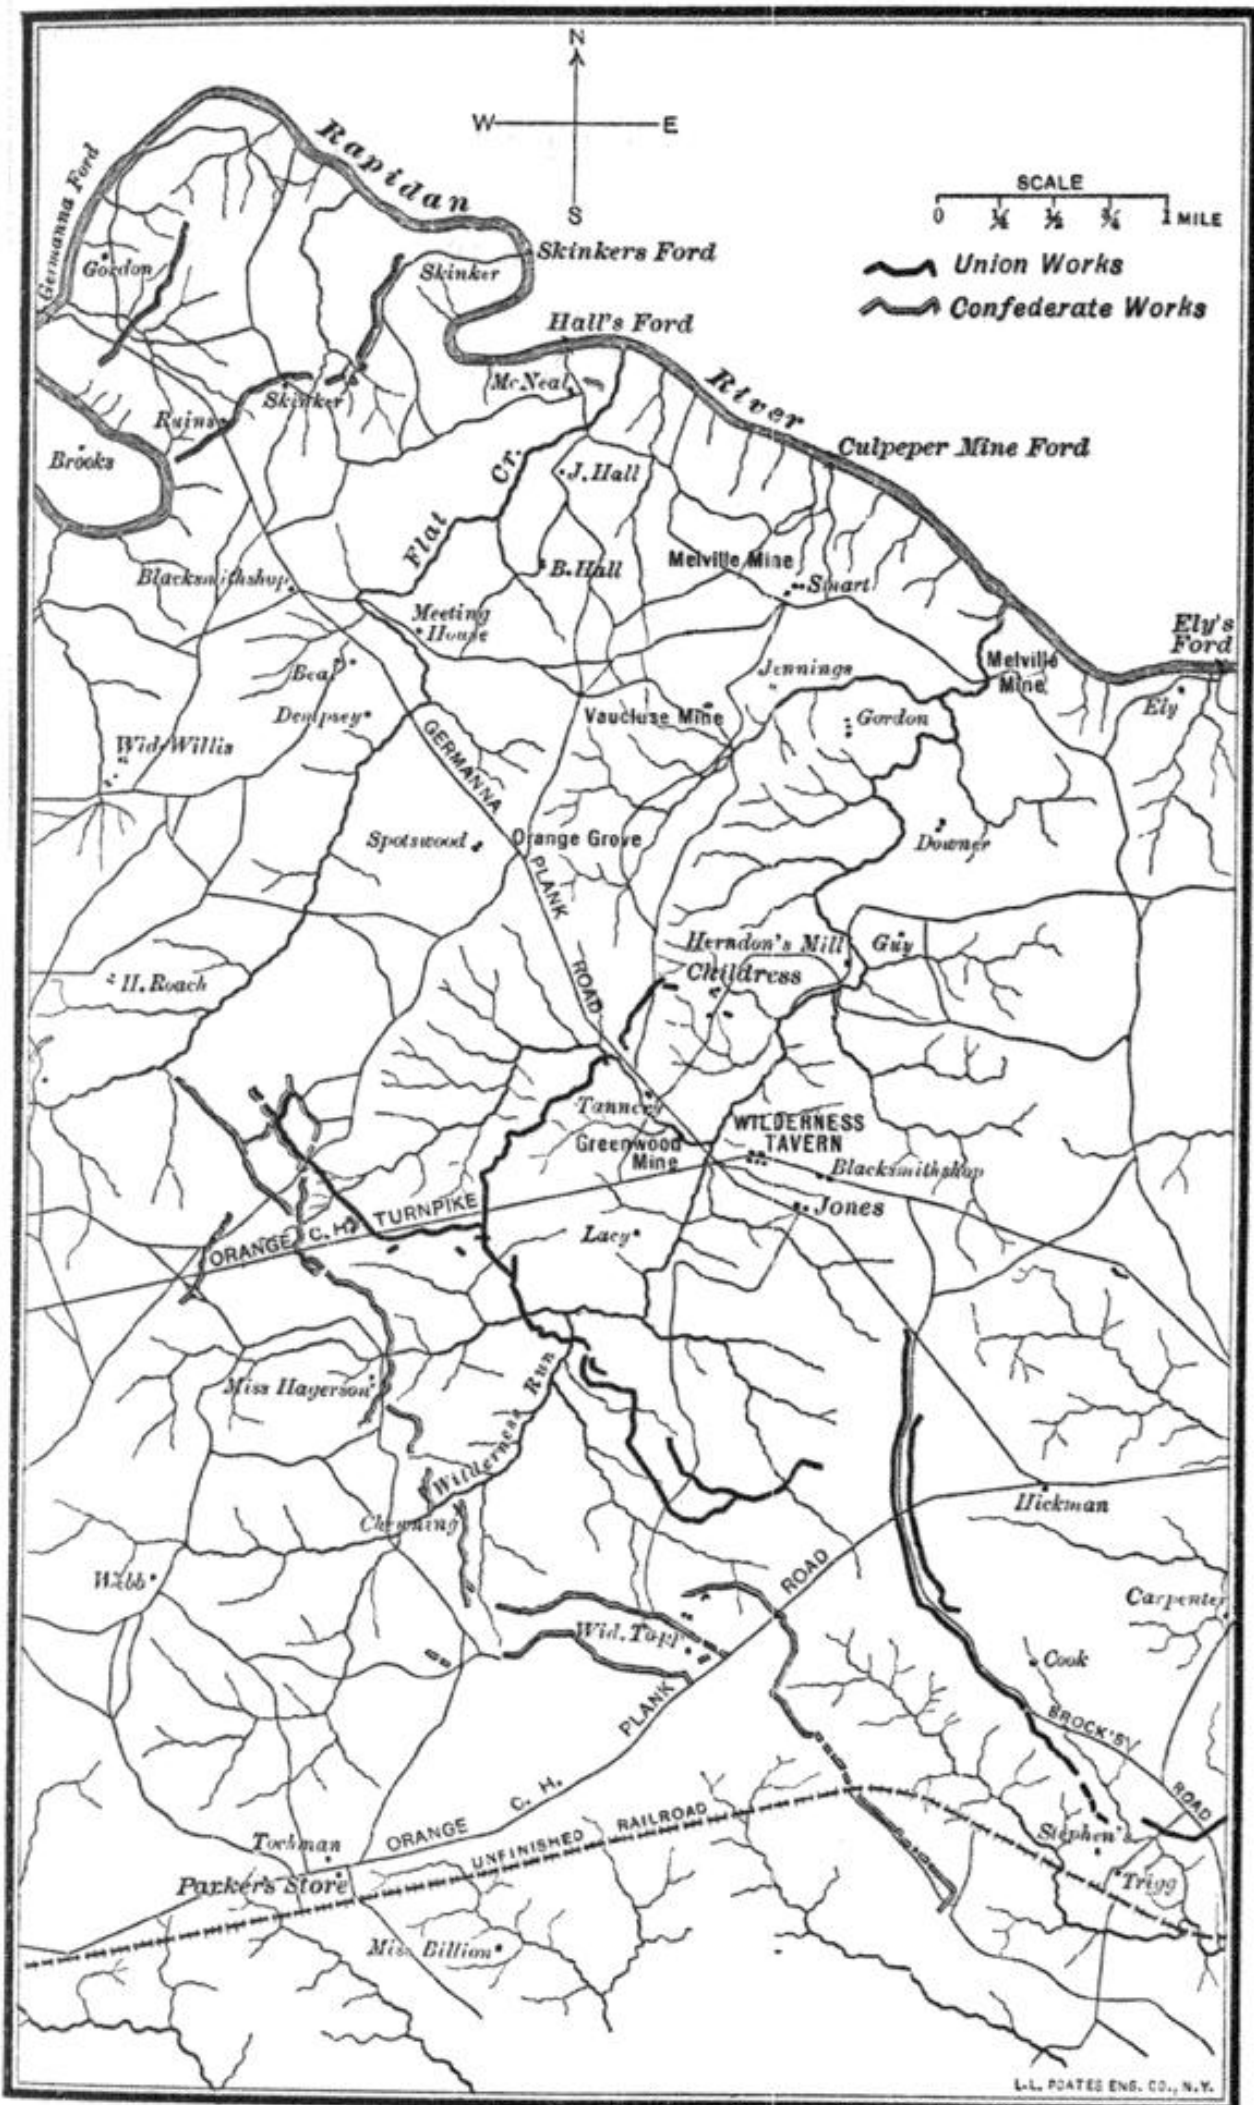 N
W E
S
SCALE
0 ¼ ½ ¾ 1 MILE
Union Works
Confederate Works
Rapidan
River
Germanna Ford
Gordon
Skinker
Skinkers Ford
Hall's Ford
McNeal
Skinker
Ruins
Brooks
Culpeper Mine Ford
Flat Cr.
J. Hall
B. Hall
Melville Mine
Stuart
Blacksmithshop
Meeting
House
Ely's
Ford
Melville
Mine
Ely
Jennings
Beal
Dempsey
Vaucluse Mine
Gordon
Wid. Willis
GERMANNA
PLANK
ROAD
Spotswood
Orange Grove
Downer
Herndon's Mill
Guy
Childress
H. Roach
Tannery
Greenwood
Mine
WILDERNESS
TAVERN
Blacksmithshop
Jones
ORANGE C. H. TURNPIKE
Lacy
Miss Hagerson
Wilderness Run
Hickman
Chewning
Webb
Carpenter
Wid. Tapp
Cook
ORANGE C. H. PLANK ROAD
BROCK'S ROAD
UNFINISHED RAILROAD
Tochman
Parker's Store
Stephen's
Trigg
Miss Billion
L.L. POATES ENG. CO., N.Y.